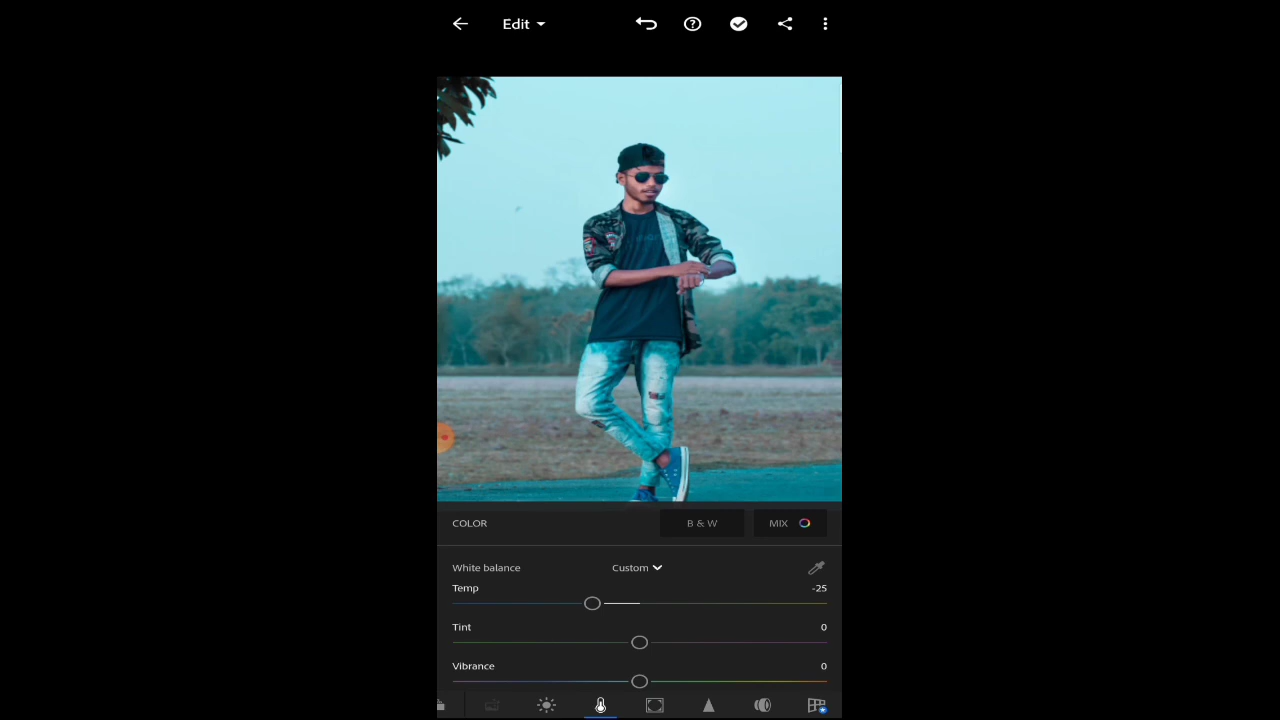 Edit
COLOR
B & W
MIX
White balance
Custom
Temp
-25
Tint
0
Vibrance
0